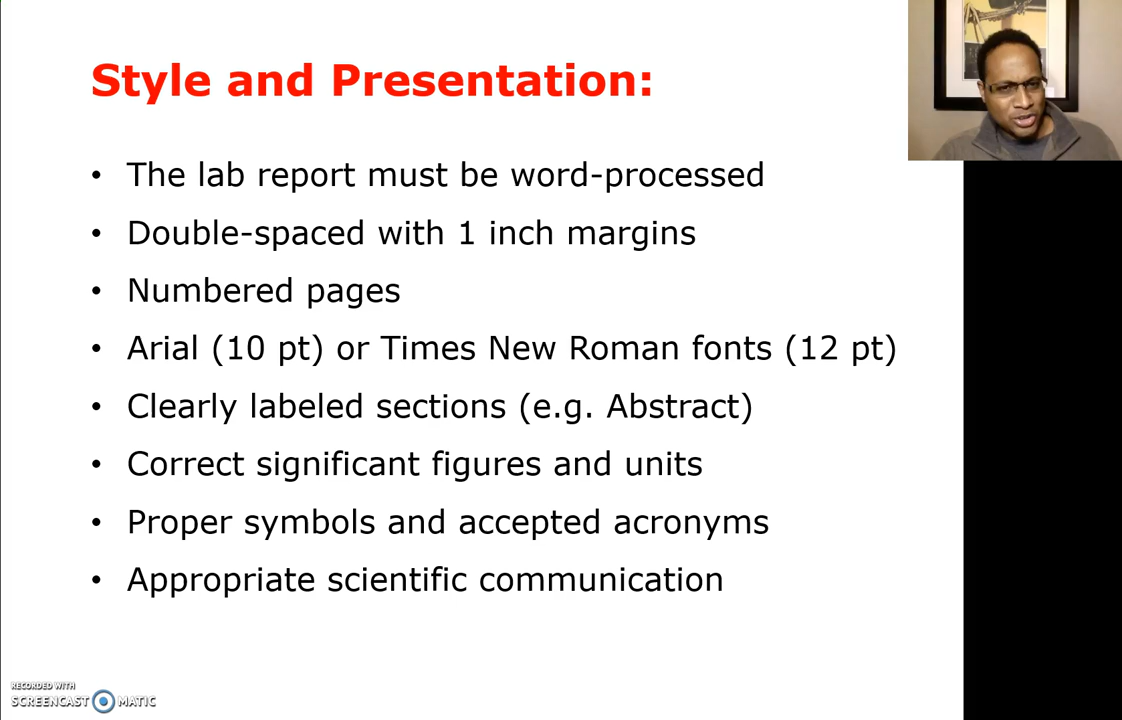 Style and Presentation:
• The lab report must be word-processed
• Double-spaced with 1 inch margins
• Numbered pages
• Arial (10 pt) or Times New Roman fonts (12 pt)
• Clearly labeled sections (e.g. Abstract)
• Correct significant figures and units
• Proper symbols and accepted acronyms
• Appropriate scientific communication
RECORDED WITH
SCREENCAST MATIC